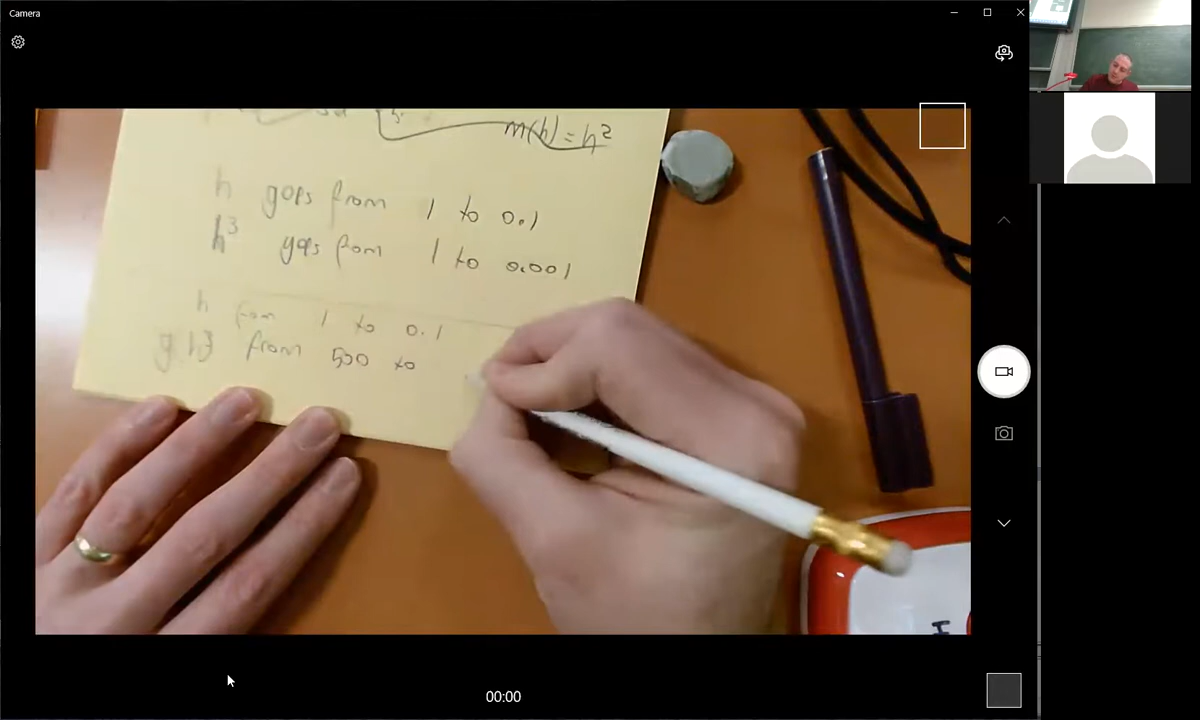 Camera
m(h) = h²
h goes from 1 to 0.1
h³ goes from 1 to 0.001
h from 1 to 0.1
from 500 to
H
00:00